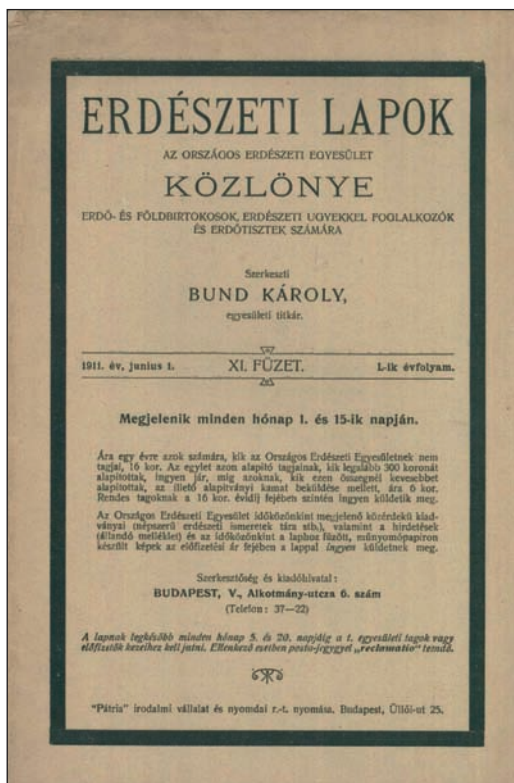 ERDÉSZETI LAPOK
AZ ORSZÁGOS ERDÉSZETI EGYESÜLET
KÖZLÖNYE
ERDŐ- ÉS FÖLDBIRTOKOSOK, ERDÉSZETI UGYEKKEL FOGLALKOZÓK
ÉS ERDŐTISZTEK SZÁMÁRA
Szerkeszti
BUND KÁROLY,
egyesületi titkár.
1911. év, junius 1. XI. FÜZET. L-ik évfolyam.
Megjelenik minden hónap 1. és 15-ik napján.
Ára egy évre azok számára, kik az Országos Erdészeti Egyesületnek nem
tagjai, 16 kor. Az egylet azon alapító tagjainak, kik legalább 300 koronát
alapítottak, ingyen jár, míg azoknak, kik ezen összegnél kevesebbet
alapítottak, az illető alapítványi kamat beküldése mellett, ára 6 kor.
Rendes tagoknak a 16 kor. évidíj fejében szintén ingyen küldetik meg.
Az Országos Erdészeti Egyesület időközönkint megjelenő közérdekü kiad-
ványai (népszerű erdészeti ismeretek tára stb.), valamint a hirdetések
(állandó melléklet) és az időközönkint a laphoz fűzött, műnyomópapiron
készült képek az előfizetési ár fejében a lappal ingyen küldetnek meg.
Szerkesztőség és kiadóhivatal:
BUDAPEST, V., Alkotmány-utcza 6. szám
(Telefon: 37—22)
A lapnak legkésőbb minden hónap 5. és 20. napjáig a t. egyesületi tagok vagy
előfizetők kezeihez kell jutni. Ellenkező esetben posta-jegygyel „reclamatio" teendő.
"Pátria" irodalmi vállalat és nyomdai r.-t. nyomása. Budapest, Üllői-ut 25.